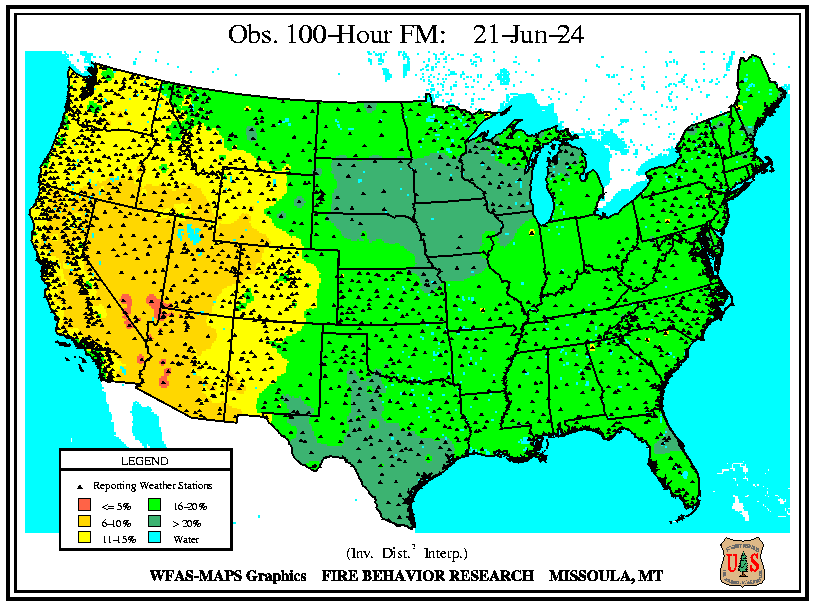 Obs. 100-Hour FM: 21-Jun-24
LEGEND
Reporting Weather Stations
<= 5%
16-20%
6-10%
> 20%
11-15%
Water
(Inv. Dist.² Interp.)
WFAS-MAPS Graphics FIRE BEHAVIOR RESEARCH MISSOULA, MT
U S